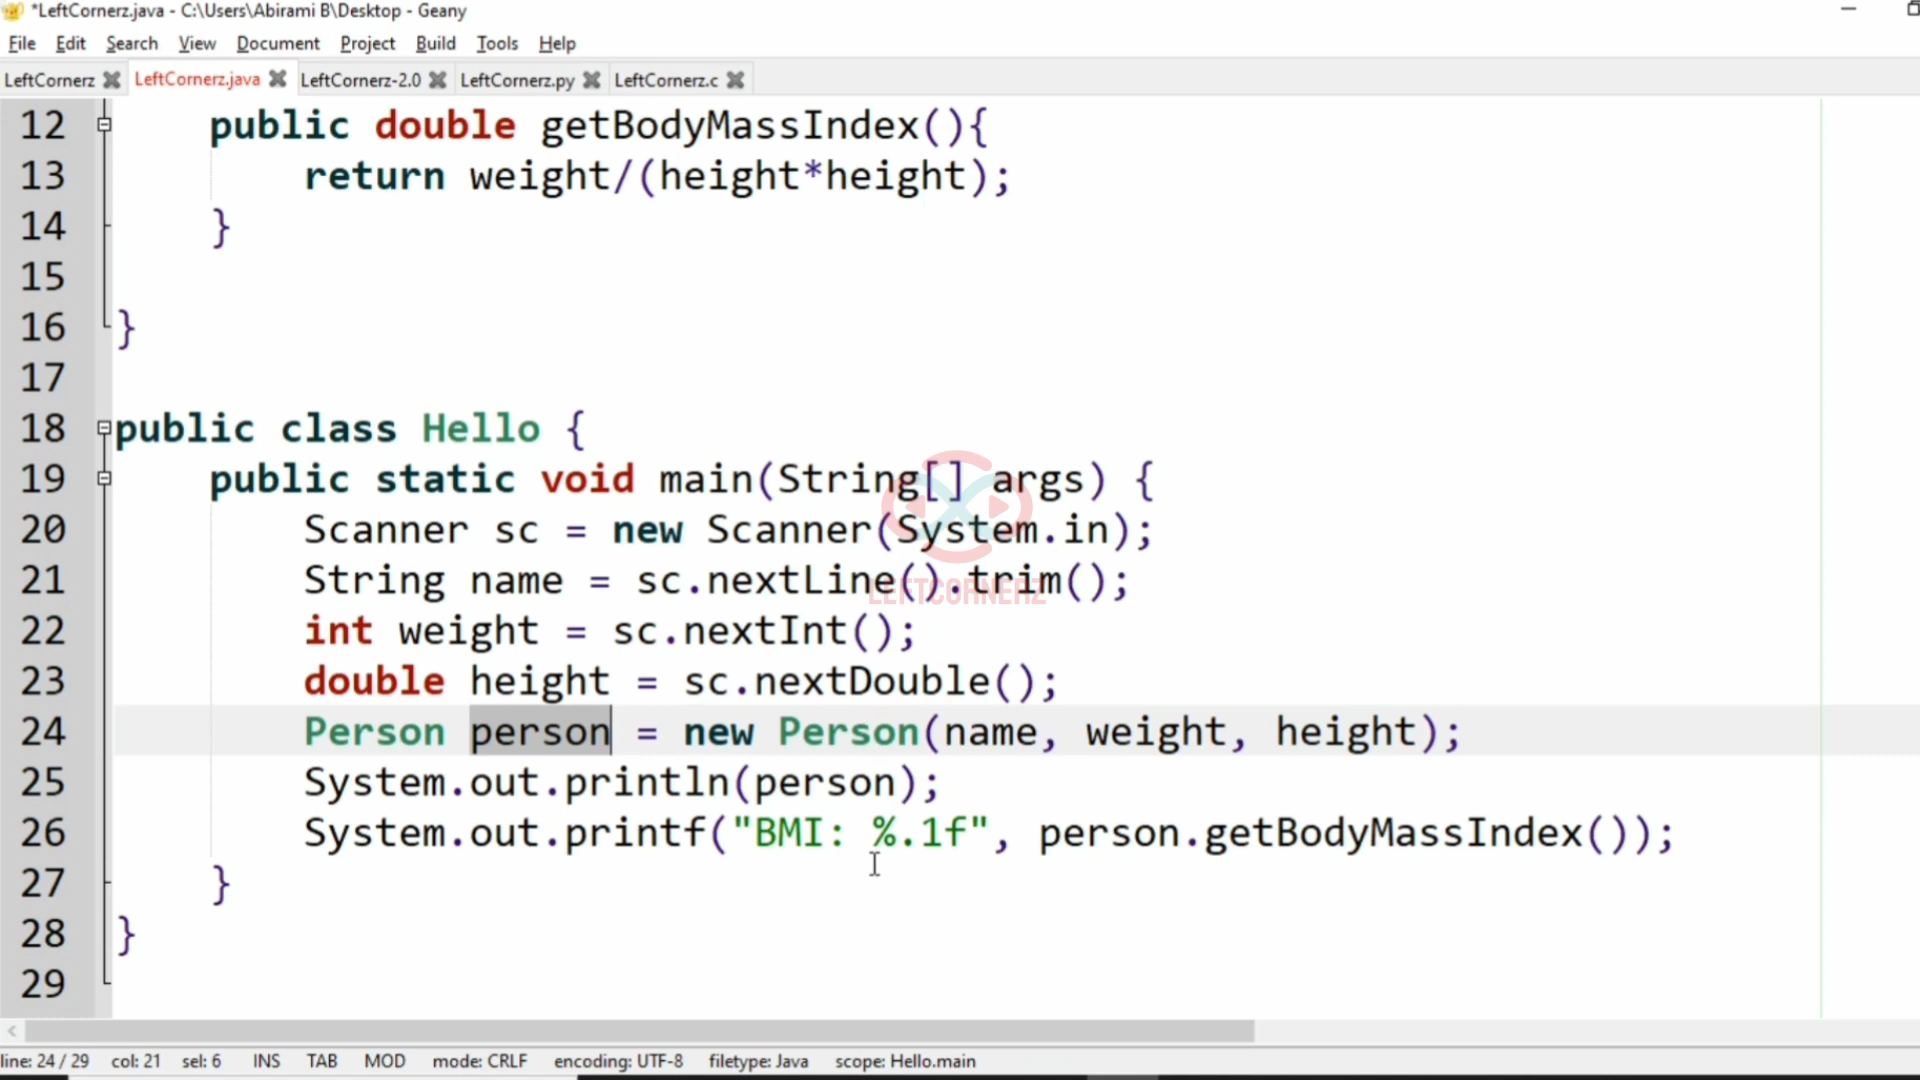 *LeftCornerz.java - C:\Users\Abirami B\Desktop - Geany
File Edit Search View Document Project Build Tools Help
LeftCornerz LeftCornerz.java LeftCornerz-2.0 LeftCornerz.py LeftCornerz.c
12 public double getBodyMassIndex(){
13 return weight/(height*height);
14 }
15
16 }
17
18 public class Hello {
19 public static void main(String[] args) {
20 Scanner sc = new Scanner(System.in);
21 String name = sc.nextLine().trim();
LEFTCORNERZ
22 int weight = sc.nextInt();
23 double height = sc.nextDouble();
24 Person person = new Person(name, weight, height);
25 System.out.println(person);
26 System.out.printf("BMI: %.1f", person.getBodyMassIndex());
27 }
28 }
29
line: 24 / 29 col: 21 sel: 6 INS TAB MOD mode: CRLF encoding: UTF-8 filetype: Java scope: Hello.main